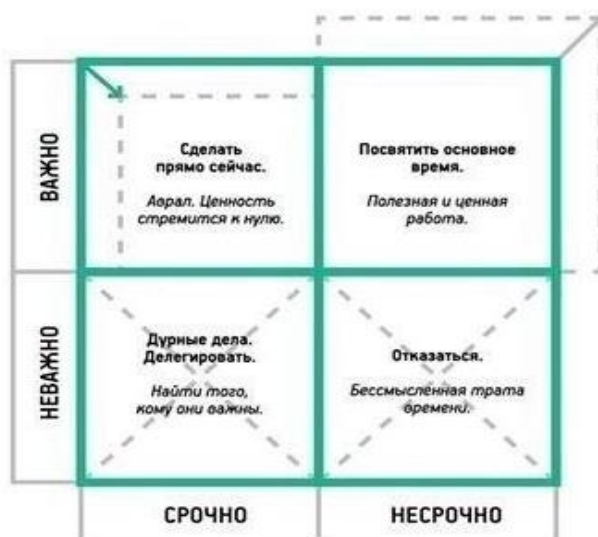 ВАЖНО
Сделать
прямо сейчас.
Аврал. Ценность
стремится к нулю.
Посвятить основное
время.
Полезная и ценная
работа.
НЕВАЖНО
Дурные дела.
Делегировать.
Найти того,
кому они важны.
Отказаться.
Бессмысленная трата
времени.
СРОЧНО
НЕСРОЧНО